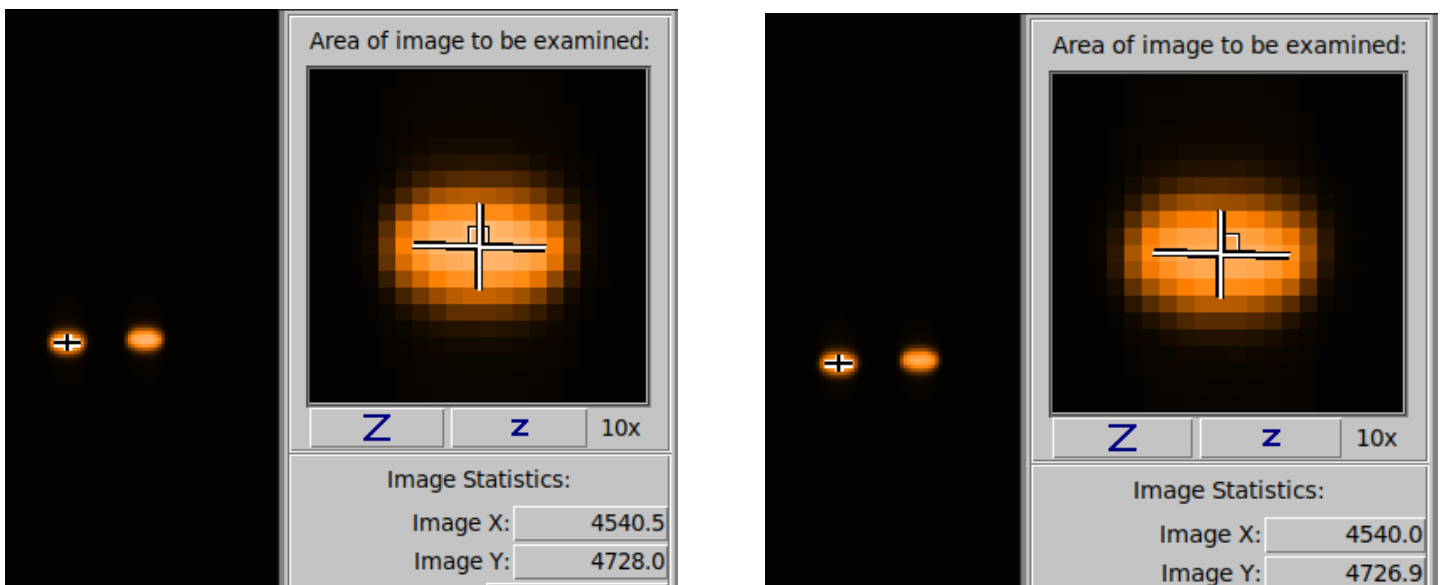 Area of image to be examined:
Z z 10x
Image Statistics:
Image X: 4540.5
Image Y: 4728.0
Area of image to be examined:
Z z 10x
Image Statistics:
Image X: 4540.0
Image Y: 4726.9